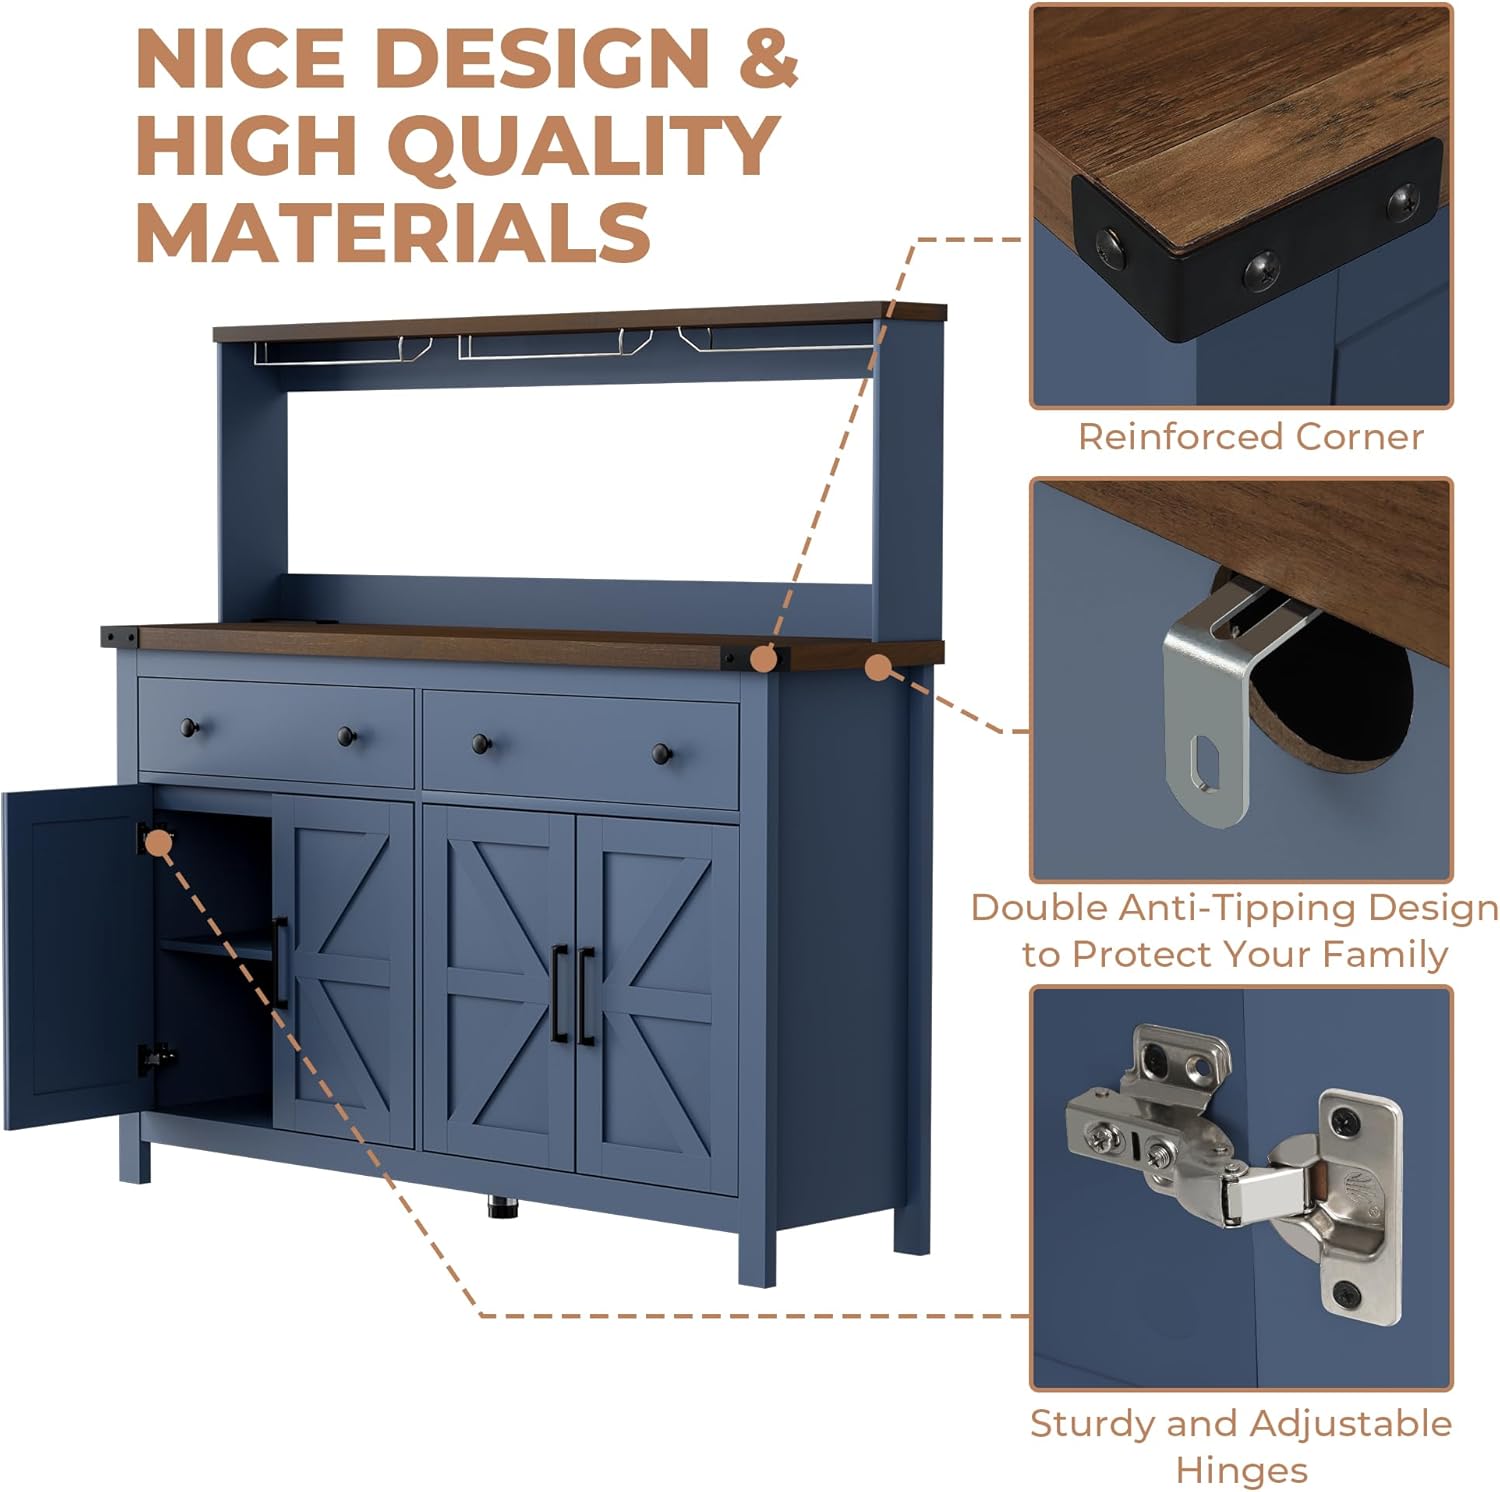 NICE DESIGN &
HIGH QUALITY
MATERIALS
Reinforced Corner
Double Anti-Tipping Design
to Protect Your Family
Sturdy and Adjustable
Hinges